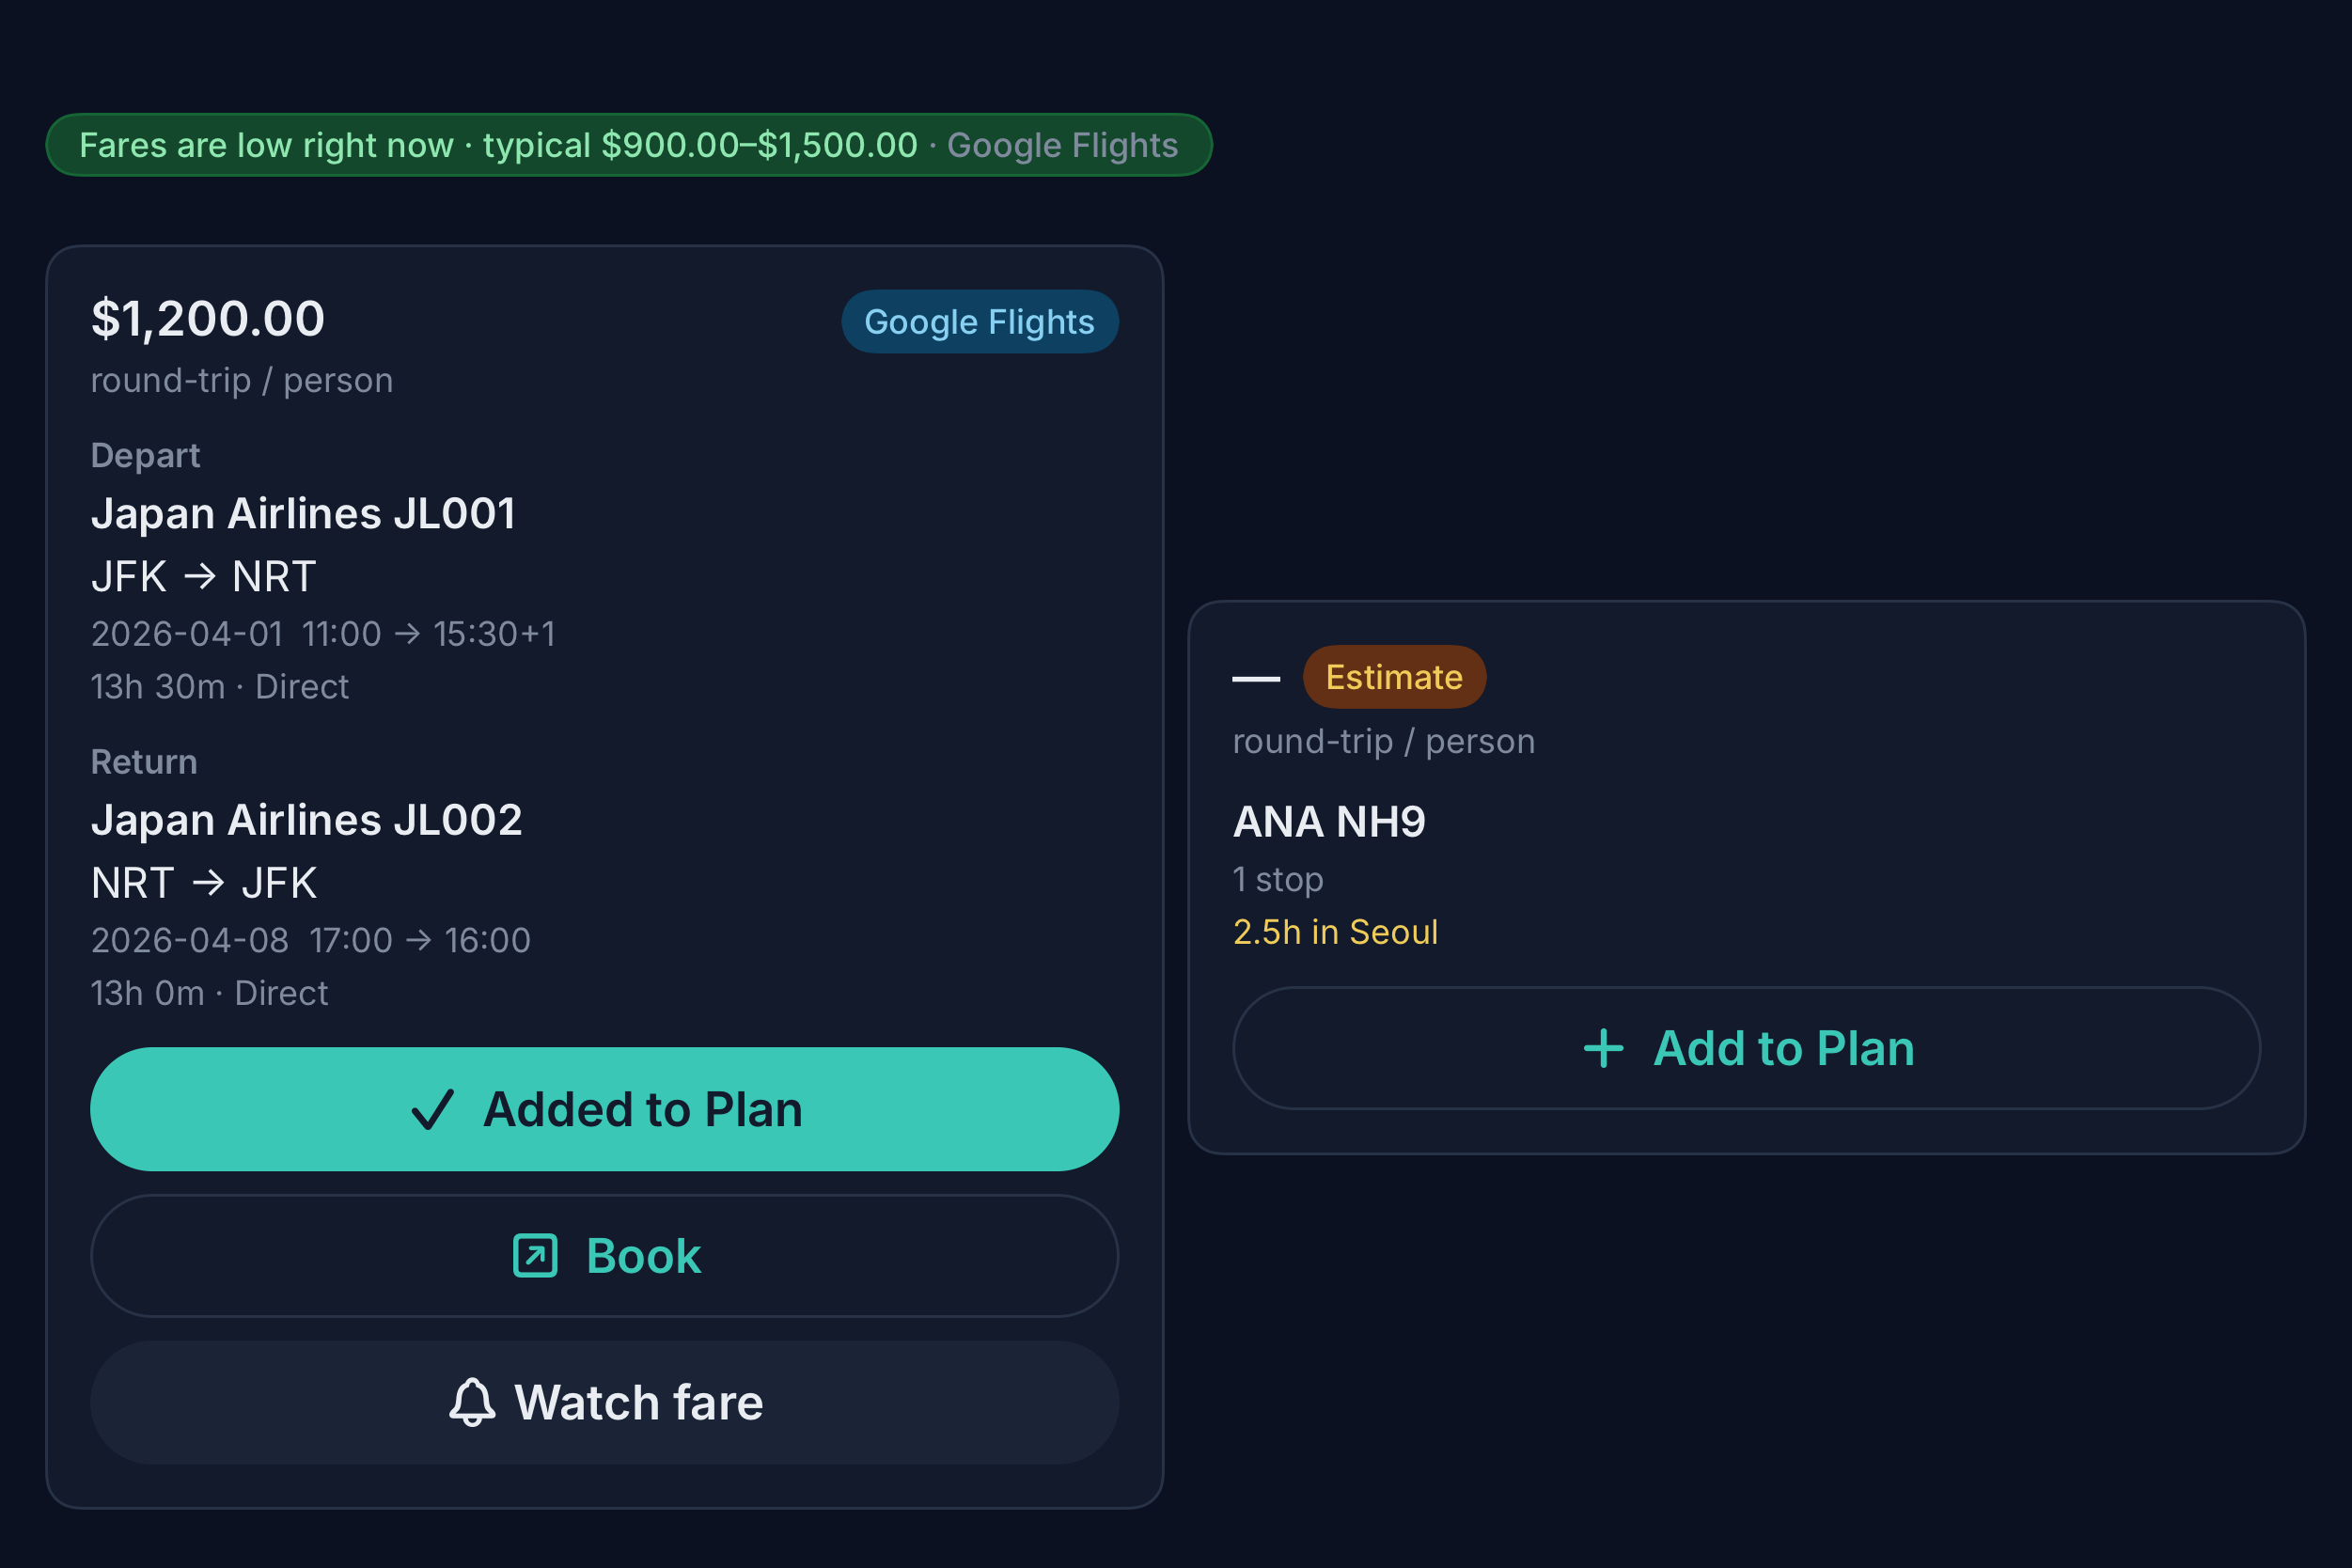 Fares are low right now · typical $900.00–$1,500.00 · Google Flights
$1,200.00
Google Flights
round-trip / person
Depart
Japan Airlines JL001
JFK → NRT
2026-04-01 11:00 → 15:30+1
13h 30m · Direct
Return
Japan Airlines JL002
NRT → JFK
2026-04-08 17:00 → 16:00
13h 0m · Direct
Added to Plan
Book
Watch fare
— Estimate
round-trip / person
ANA NH9
1 stop
2.5h in Seoul
Add to Plan